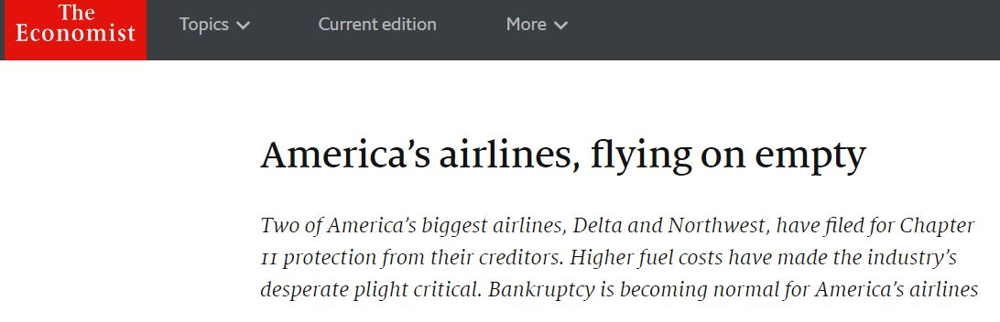 The
Economist
Topics
Current edition
More
America's airlines, flying on empty
Two of America's biggest airlines, Delta and Northwest, have filed for Chapter
11 protection from their creditors. Higher fuel costs have made the industry's
desperate plight critical. Bankruptcy is becoming normal for America's airlines